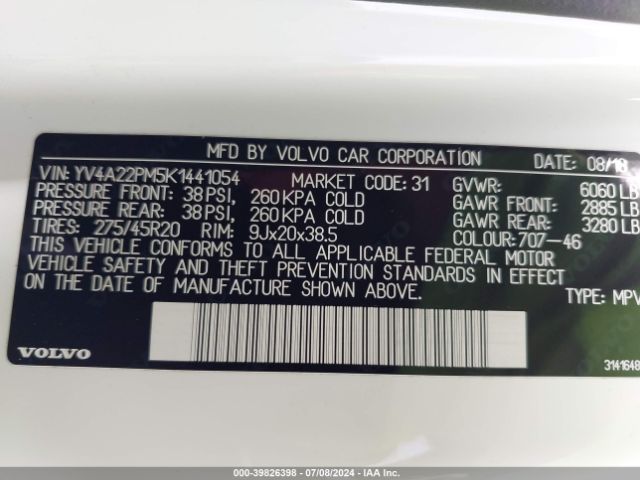 MFD BY VOLVO CAR CORPORATION DATE: 08/18
VIN: YV4A22PM5K1441054 MARKET CODE: 31 GVWR: 6060 LB
PRESSURE FRONT: 38 PSI, 260 KPA COLD GAWR FRONT: 2885 LB
PRESSURE REAR: 38 PSI, 260 KPA COLD GAWR REAR: 3280 LB
TIRES: 275/45R20 RIM: 9Jx20x38.5 COLOUR: 707-46
THIS VEHICLE CONFORMS TO ALL APPLICABLE FEDERAL MOTOR
VEHICLE SAFETY AND THEFT PREVENTION STANDARDS IN EFFECT
ON THE DATE OF MANUFACTURE SHOWN ABOVE. TYPE: MPV
VOLVO
3141648
000-39826398 - 07/08/2024 - IAA Inc.